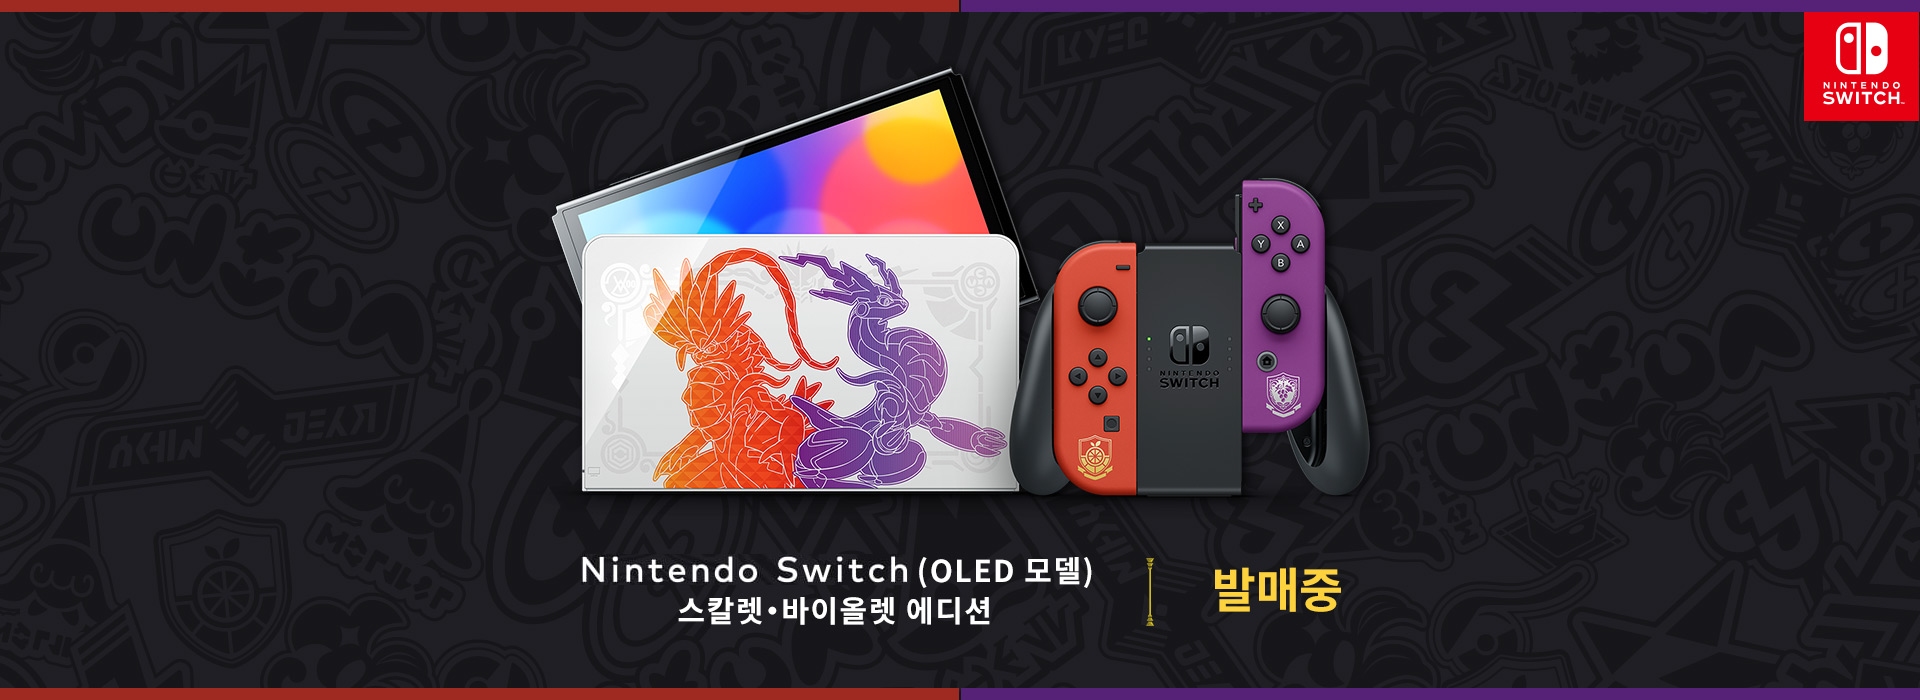 NINTENDO
SWITCH
X
Y
A
B
NINTENDO
SWITCH
Nintendo Switch (OLED 모델)
스칼렛•바이올렛 에디션
발매중